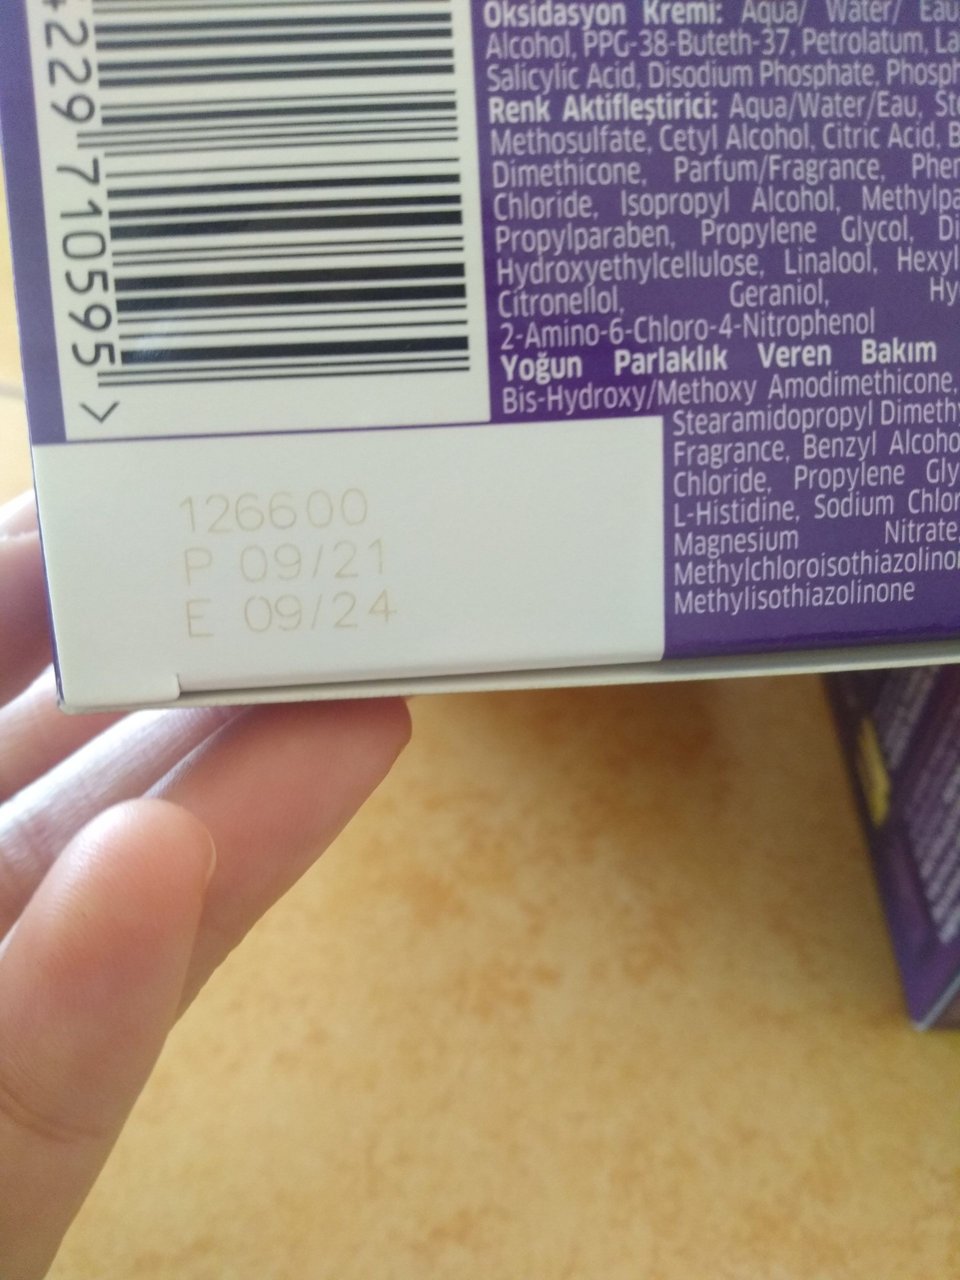 4229 710595 >
Oksidasyon Kremi: Aqua/ Water/ Eau
Alcohol, PPG-38-Buteth-37, Petrolatum,
Salicylic Acid, Disodium Phosphate,
Renk Aktifleştirici: Aqua/Water/Eau,
Methosulfate, Cetyl Alcohol, Citric Acid,
Dimethicone, Parfum/Fragrance,
Chloride, Isopropyl Alcohol,
Propylparaben, Propylene Glycol,
Hydroxyethylcellulose, Linalool,
Citronellol, Geraniol,
2-Amino-6-Chloro-4-Nitrophenol
Yoğun Parlaklık Veren Bakım
Bis-Hydroxy/Methoxy Amodimethicone,
Stearamidopropyl
Fragrance, Benzyl
Chloride, Propylene
L-Histidine, Sodium
Magnesium Nitrate,
Methylchloroisothiazolinon
Methylisothiazolinone
126600
P 09/21
E 09/24